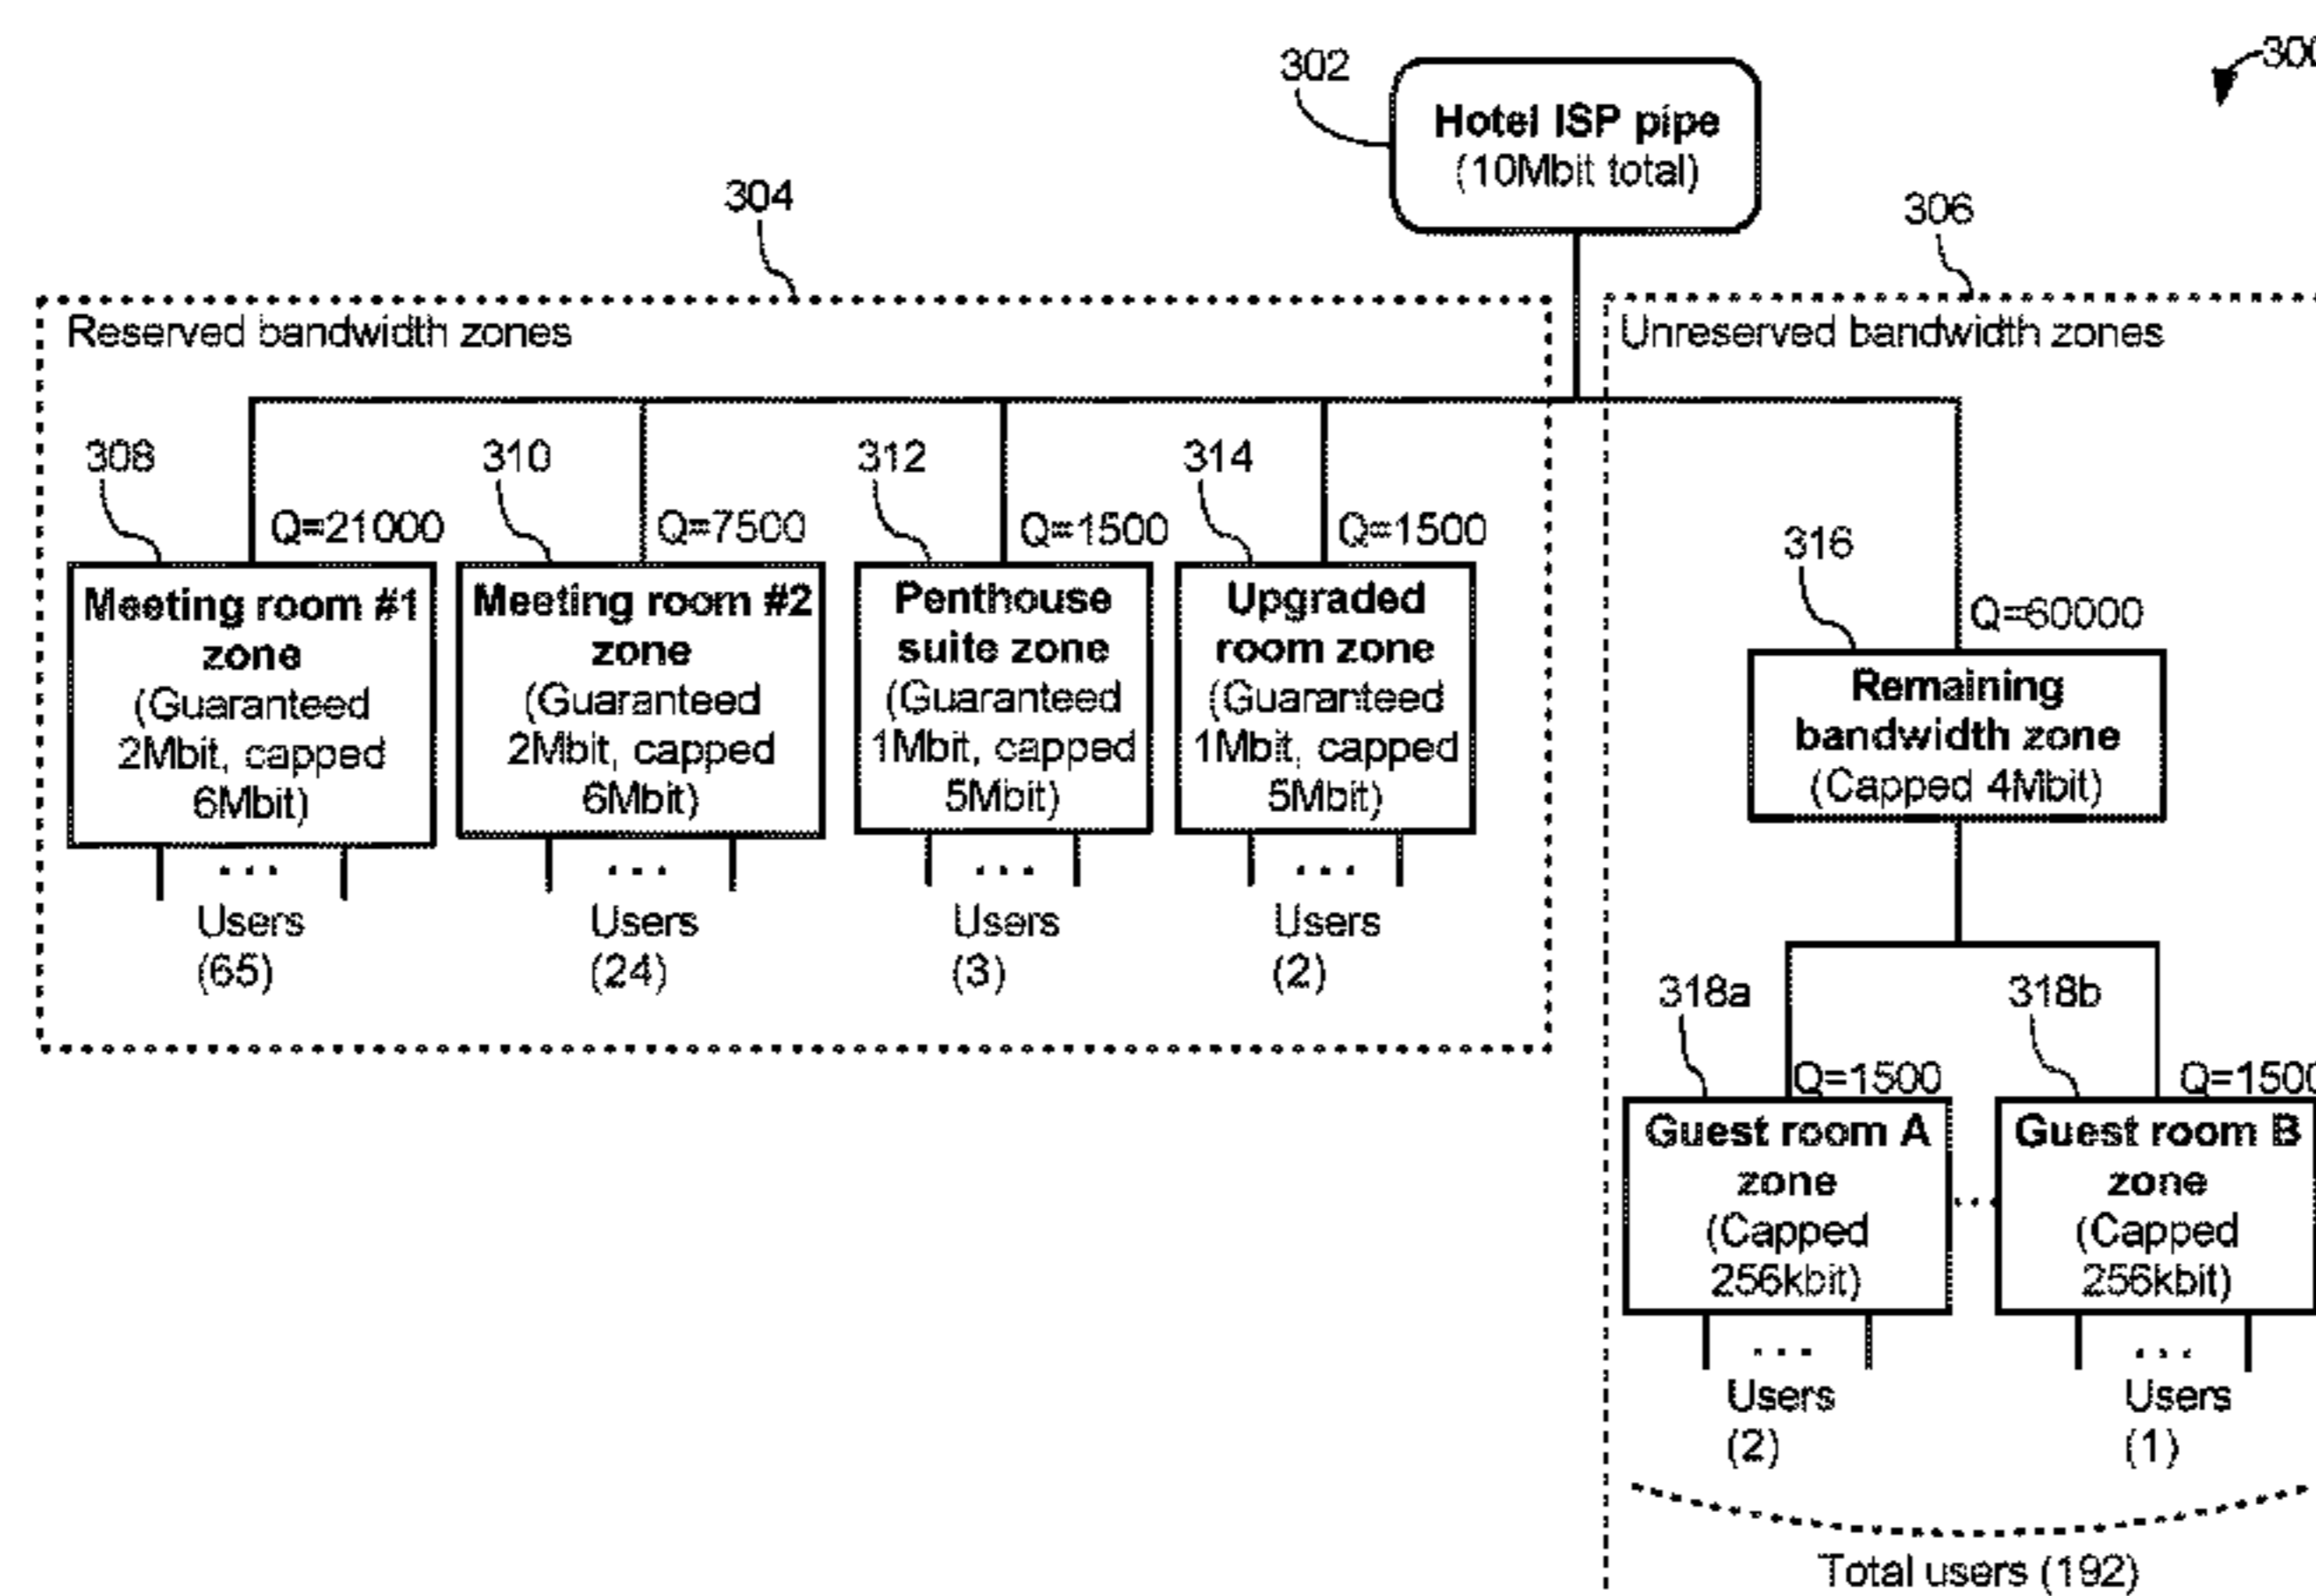 300
302
Hotel ISP pipe
(10Mbit total)
304
306
Reserved bandwidth zones
Unreserved bandwidth zones
308
310
312
314
Q=21000
Q=7500
Q=1500
Q=1500
Meeting room #1
zone
(Guaranteed
2Mbit, capped
6Mbit)
Users
(65)
Meeting room #2
zone
(Guaranteed
2Mbit, capped
6Mbit)
Users
(24)
Penthouse
suite zone
(Guaranteed
1Mbit, capped
5Mbit)
Users
(3)
Upgraded
room zone
(Guaranteed
1Mbit, capped
5Mbit)
Users
(2)
316
Q=60000
Remaining
bandwidth zone
(Capped 4Mbit)
318a
318b
Q=1500
Q=1500
Guest room A
zone
(Capped
256kbit)
Users
(2)
...
Guest room B
zone
(Capped
256kbit)
Users
(1)
Total users (192)